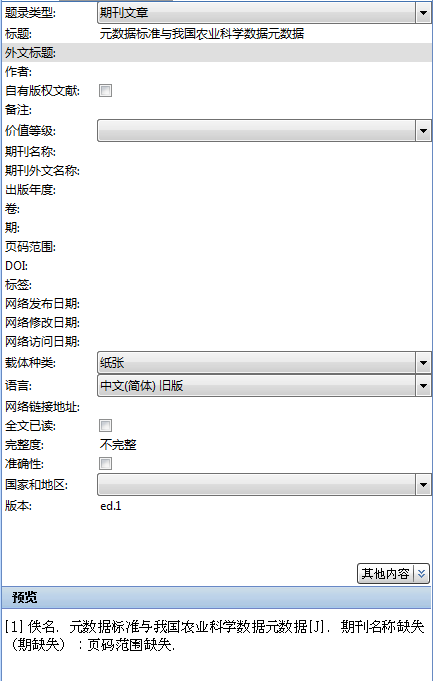 题录类型: 期刊文章
标题: 元数据标准与我国农业科学数据元数据
外文标题:
作者:
自有版权文献:
备注:
价值等级:
期刊名称:
期刊外文名称:
出版年度:
卷:
期:
页码范围:
DOI:
标签:
网络发布日期:
网络修改日期:
网络访问日期:
载体种类: 纸张
语言: 中文(简体) 旧版
网络链接地址:
全文已读:
完整度: 不完整
准确性:
国家和地区:
版本: ed.1
其他内容
预览
[1] 佚名. 元数据标准与我国农业科学数据元数据[J]. 期刊名称缺失
(期缺失) : 页码范围缺失.